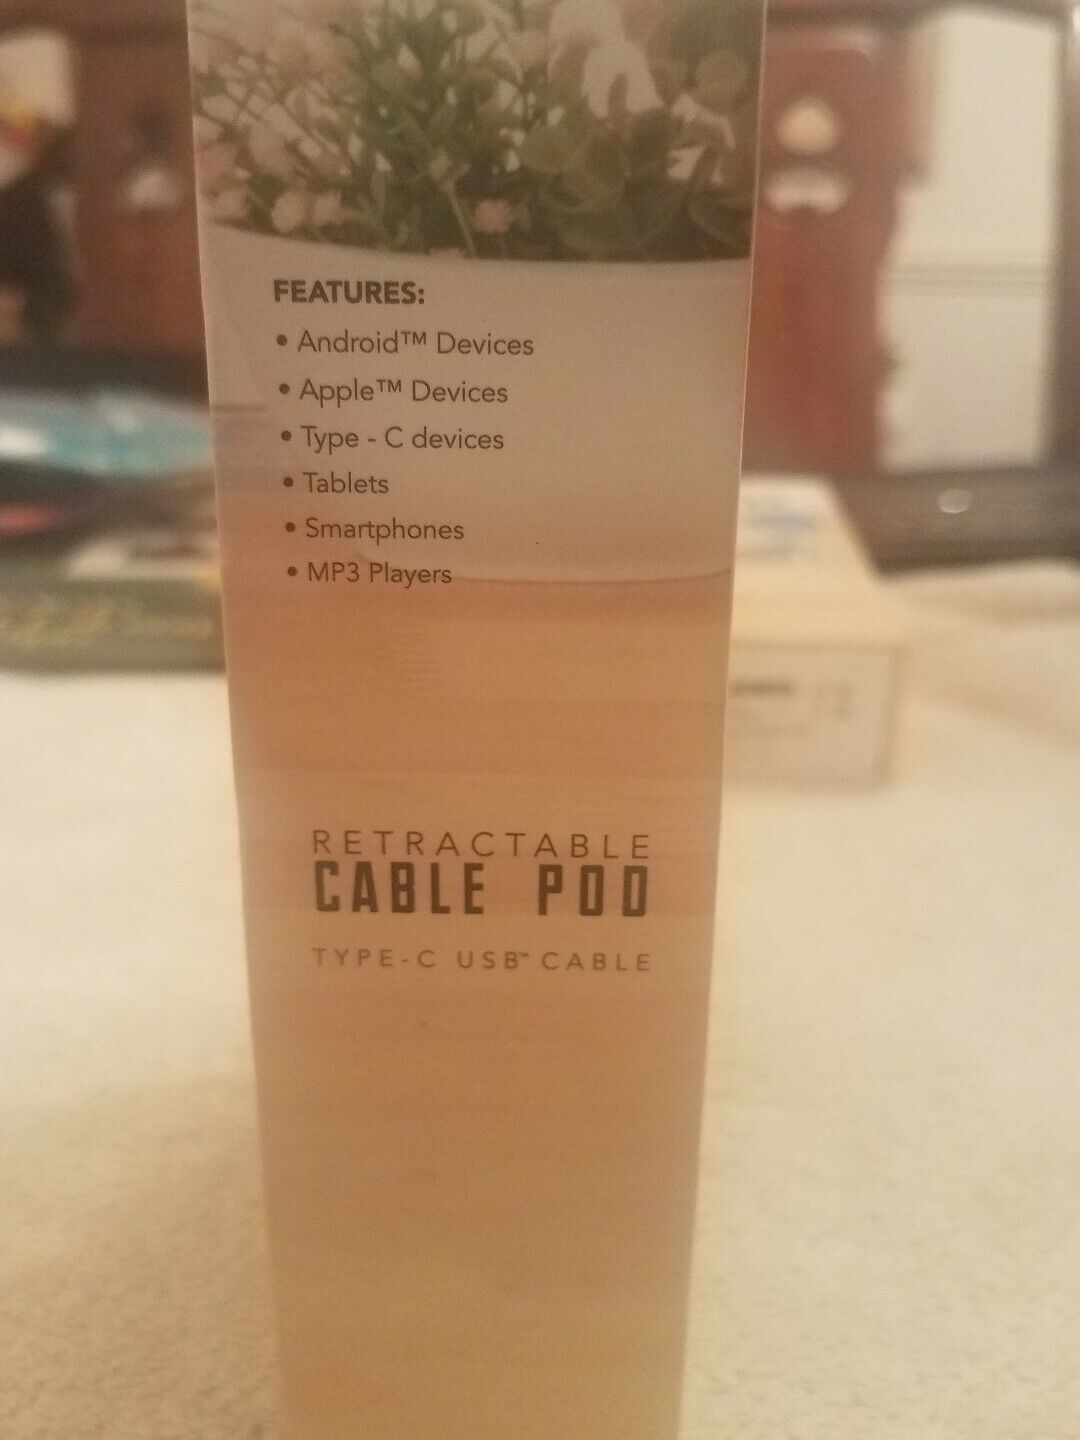 FEATURES:
• Android™ Devices
• Apple™ Devices
• Type - C devices
• Tablets
• Smartphones
• MP3 Players
RETRACTABLE
CABLE POD
TYPE-C USB™ CABLE